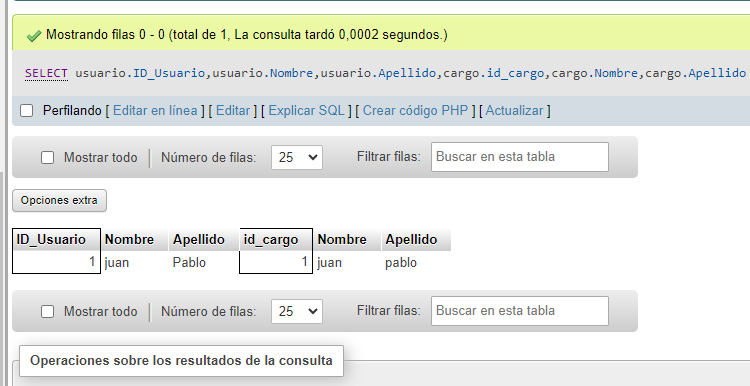 Mostrando filas 0 - 0 (total de 1, La consulta tardó 0,0002 segundos.)
SELECT usuario.ID_Usuario,usuario.Nombre,usuario.Apellido,cargo.id_cargo,cargo.Nombre,cargo.Apellido
Perfilando [ Editar en línea ] [ Editar ] [ Explicar SQL ] [ Crear código PHP ] [ Actualizar ]
Mostrar todo Número de filas: 25 Filtrar filas: Buscar en esta tabla
Opciones extra
ID_Usuario Nombre Apellido id_cargo Nombre Apellido
1 juan Pablo 1 juan pablo
Mostrar todo Número de filas: 25 Filtrar filas: Buscar en esta tabla
Operaciones sobre los resultados de la consulta